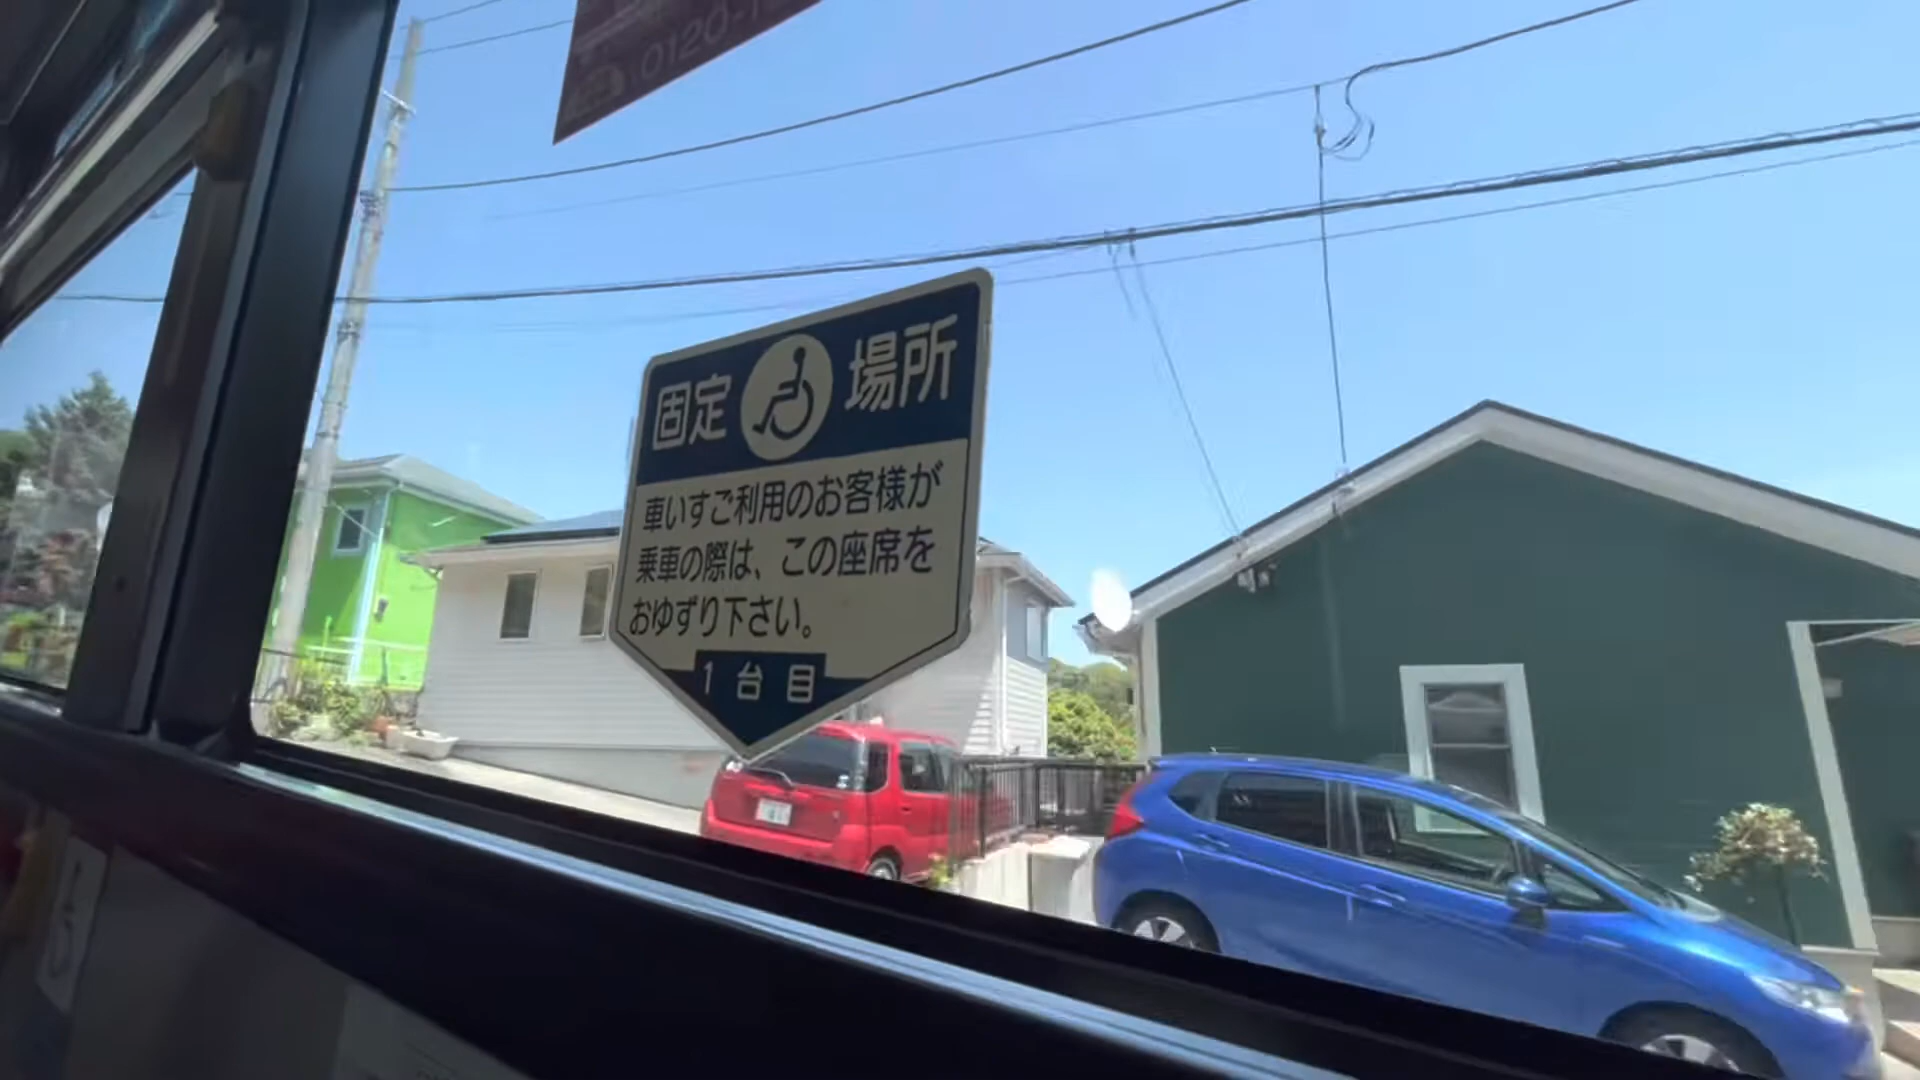 0120-1
固定 場所
車いすご利用のお客様が
乗車の際は、この座席を
おゆずり下さい。
1台目